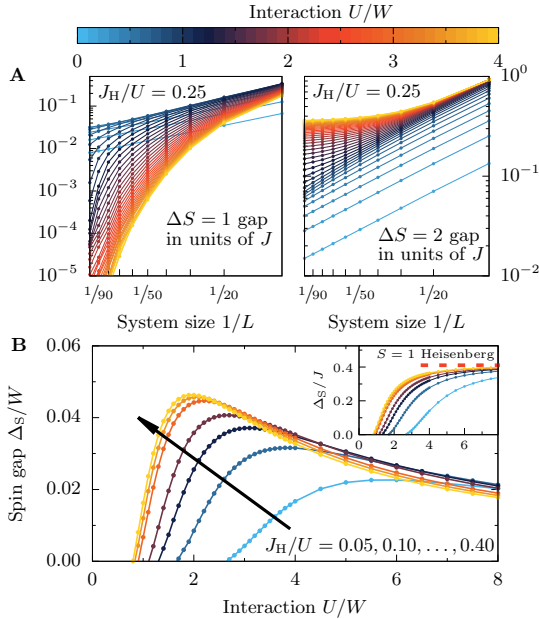 Interaction U/W
0 1 2 3 4
A
J_H/U = 0.25
10^{-1}
10^{-2}
10^{-3}
10^{-4}
10^{-5}
ΔS = 1 gap
in units of J
1/90 1/50 1/20
System size 1/L
J_H/U = 0.25
10^0
10^{-1}
10^{-2}
ΔS = 2 gap
in units of J
1/90 1/50 1/20
System size 1/L
B
Spin gap Δ_S/W
0.06
0.04
0.02
0.00
0 2 4 6 8
Interaction U/W
J_H/U = 0.05, 0.10, ..., 0.40
S = 1 Heisenberg
Δ_S/J
0.4
0.2
0.0
0 1 2 3 4 5 6 7 8